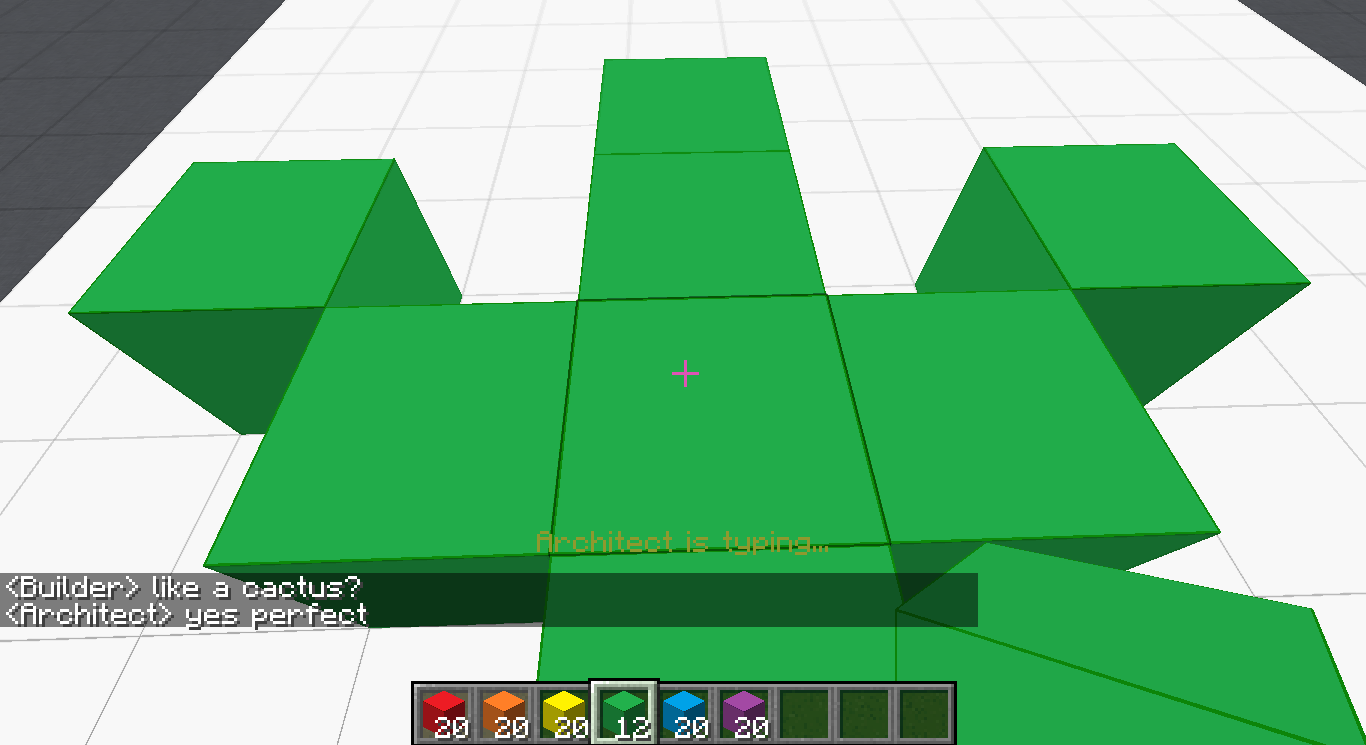 Architect is typing...
<Builder> like a cactus?
<Architect> yes perfect
20 20 20 12 20 20